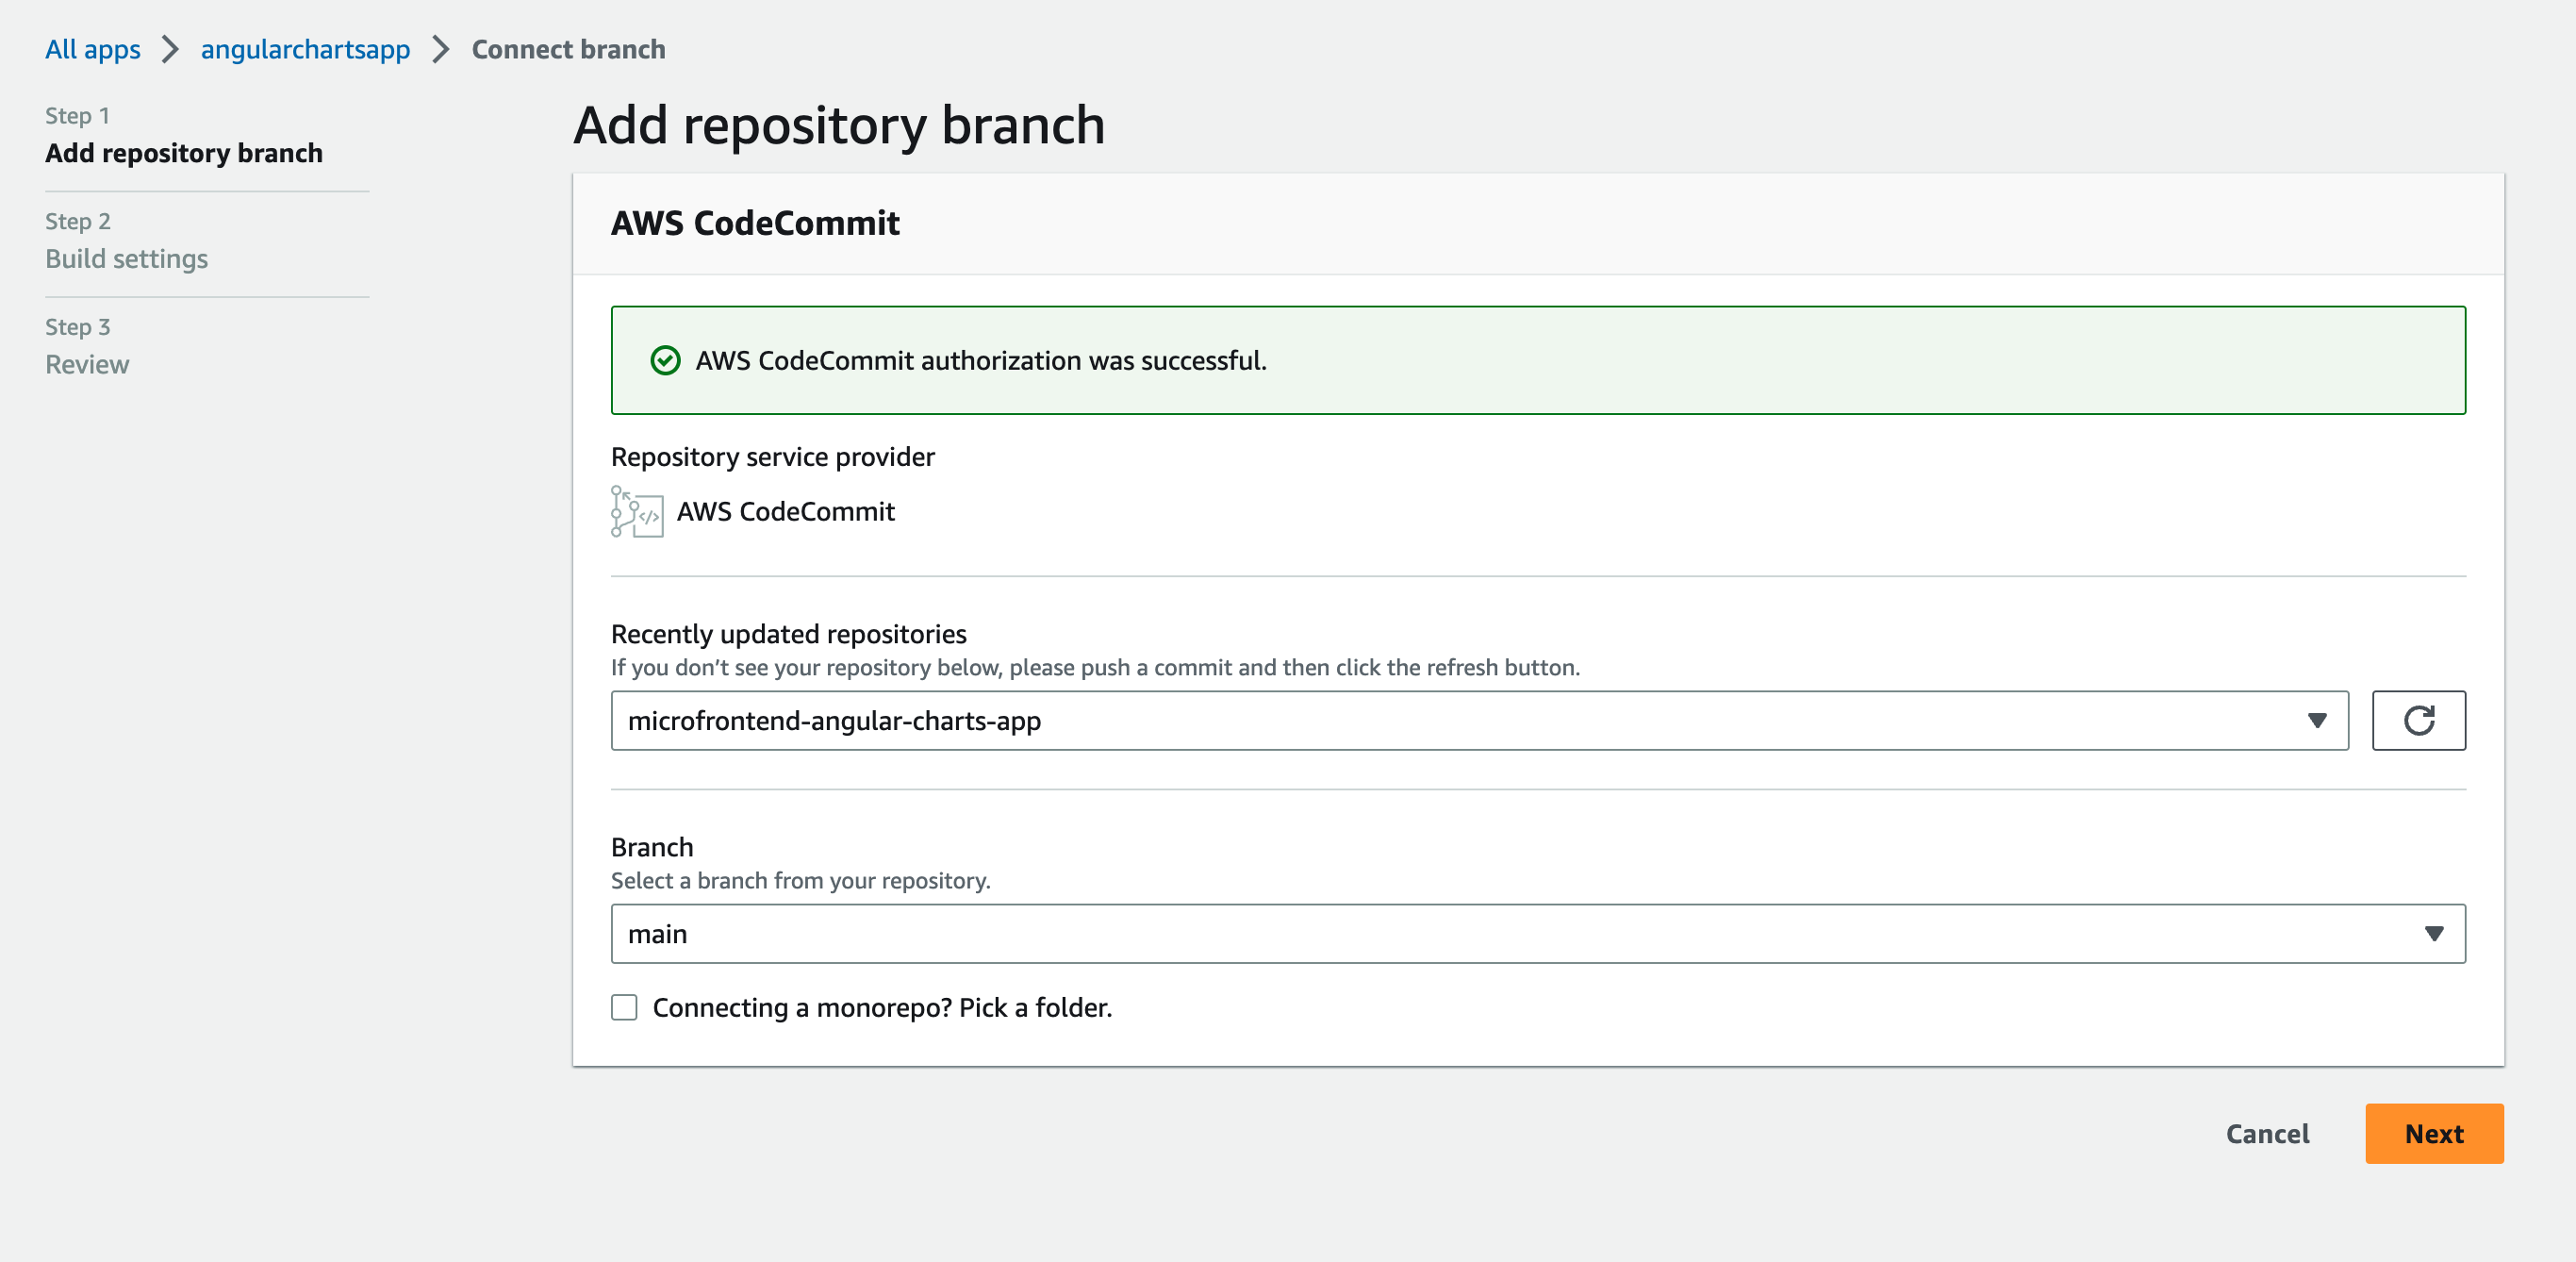 All apps > angularchartsapp > Connect branch
Step 1
Add repository branch
Step 2
Build settings
Step 3
Review
Add repository branch
AWS CodeCommit
AWS CodeCommit authorization was successful.
Repository service provider
AWS CodeCommit
Recently updated repositories
If you don’t see your repository below, please push a commit and then click the refresh button.
microfrontend-angular-charts-app
Branch
Select a branch from your repository.
main
Connecting a monorepo? Pick a folder.
Cancel
Next